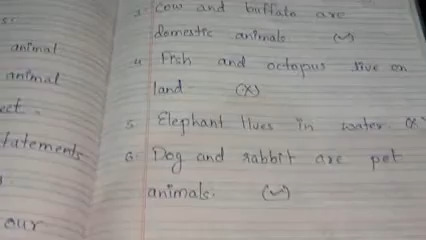 animal
animal
ect.
tatements
our
3. Cow and buffalo are
domestic animals (✓)
4. Fish and octopus live on
land (X)
5. Elephant lives in water. (X)
6. Dog and rabbit are pet
animals. (✓)